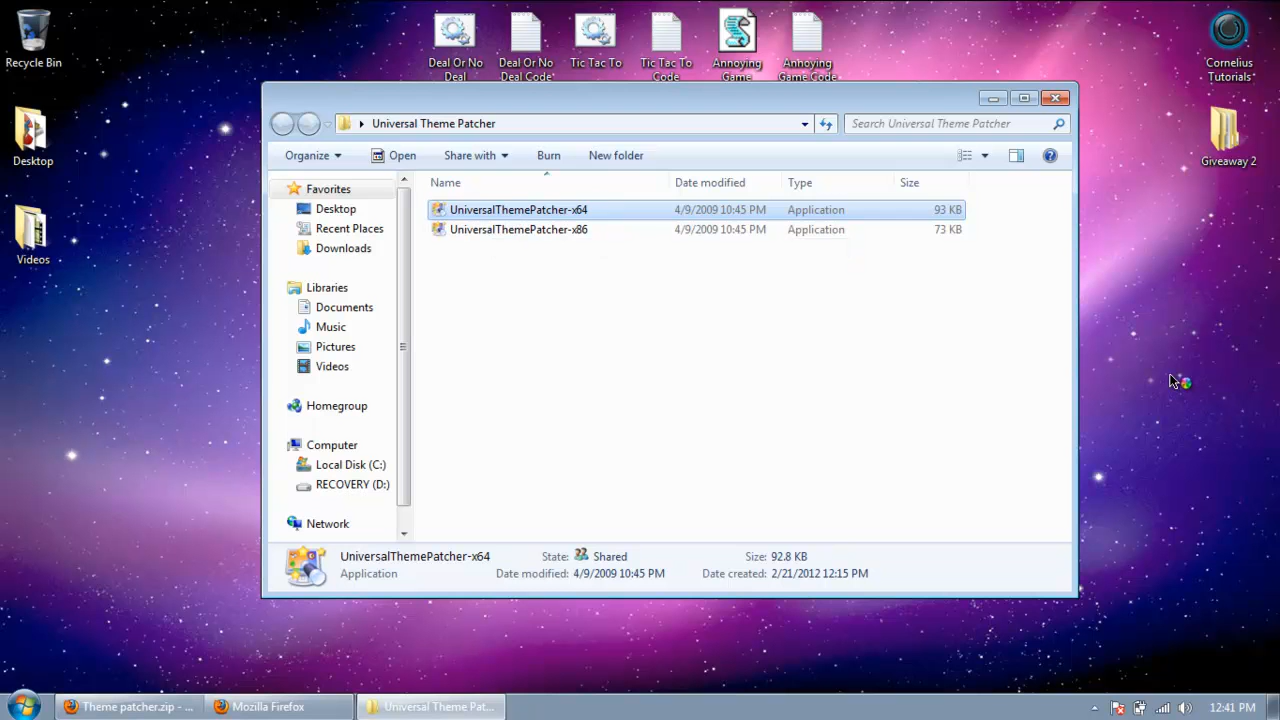 Recycle Bin
Deal Or No
Deal
Deal Or No
Deal Code
Tic Tac To
Tic Tac To
Code
Annoying
Game
Annoying
Game Code
Cornelius
Tutorials
Desktop
Giveaway 2
Videos
Universal Theme Patcher
Search Universal Theme Patcher
Organize
Open
Share with
Burn
New folder
Name
Date modified
Type
Size
Favorites
Desktop
Recent Places
Downloads
Libraries
Documents
Music
Pictures
Videos
Homegroup
Computer
Local Disk (C:)
RECOVERY (D:)
Network
UniversalThemePatcher-x64 4/9/2009 10:45 PM Application 93 KB
UniversalThemePatcher-x86 4/9/2009 10:45 PM Application 73 KB
UniversalThemePatcher-x64 State: Shared Size: 92.8 KB
Application Date modified: 4/9/2009 10:45 PM Date created: 2/21/2012 12:15 PM
Theme patcher.zip - ...
Mozilla Firefox
Universal Theme Pat...
12:41 PM